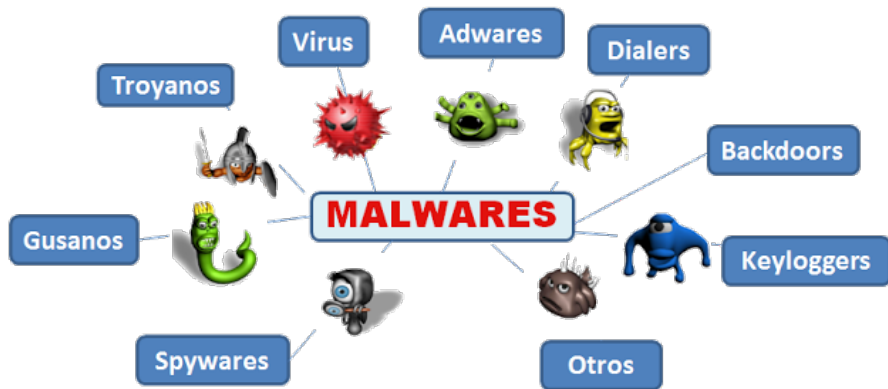 Virus
Adwares
Dialers
Troyanos
Backdoors
MALWARES
Gusanos
Keyloggers
Spywares
Otros